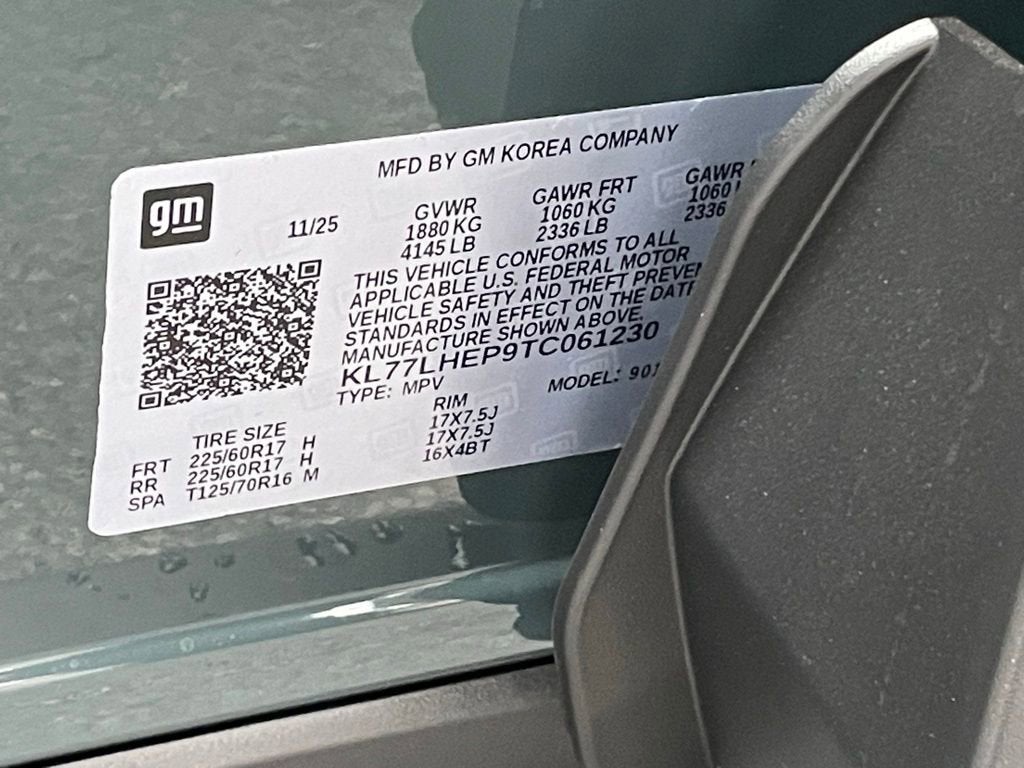 MFD BY GM KOREA COMPANY
gm
11/25
GVWR
1880 KG
4145 LB
GAWR FRT
1060 KG
2336 LB
GAWR
1060
2336
THIS VEHICLE CONFORMS TO ALL
APPLICABLE U.S. FEDERAL MOTOR
VEHICLE SAFETY AND THEFT
STANDARDS IN EFFECT ON THE
MANUFACTURE SHOWN ABOVE.
KL77LHEP9TC061230
TYPE: MPV MODEL:
TIRE SIZE RIM
FRT 225/60R17 H 17X7.5J
RR 225/60R17 H 17X7.5J
SPA T125/70R16 M 16X4BT